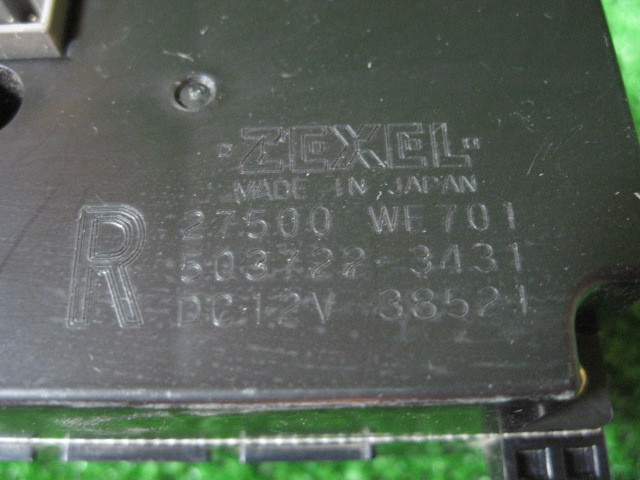 "ZEXEL"
MADE IN JAPAN
R 27500 WE701
503722-3431
DC12V 38521